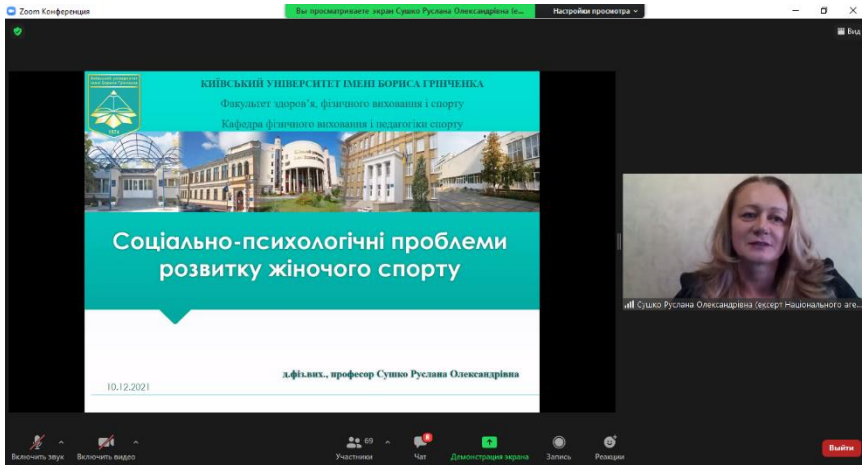 Zoom Конференция
Вы просматриваете экран Сушко Руслана Олександрівна (е...
Настройки просмотра
Вид
КИЇВСЬКИЙ УНІВЕРСИТЕТ ІМЕНІ БОРИСА ГРІНЧЕНКА
Факультет здоров’я, фізичного виховання і спорту
Кафедра фізичного виховання і педагогіки спорту
1874
Соціально-психологічні проблеми
розвитку жіночого спорту
д.фіз.вих., професор Сушко Руслана Олександрівна
10.12.2021
Сушко Руслана Олександрівна (експерт Національного аге...
Включить звук
Включить видео
69
Участники
8
Чат
Демонстрация экрана
Запись
Реакции
Выйти